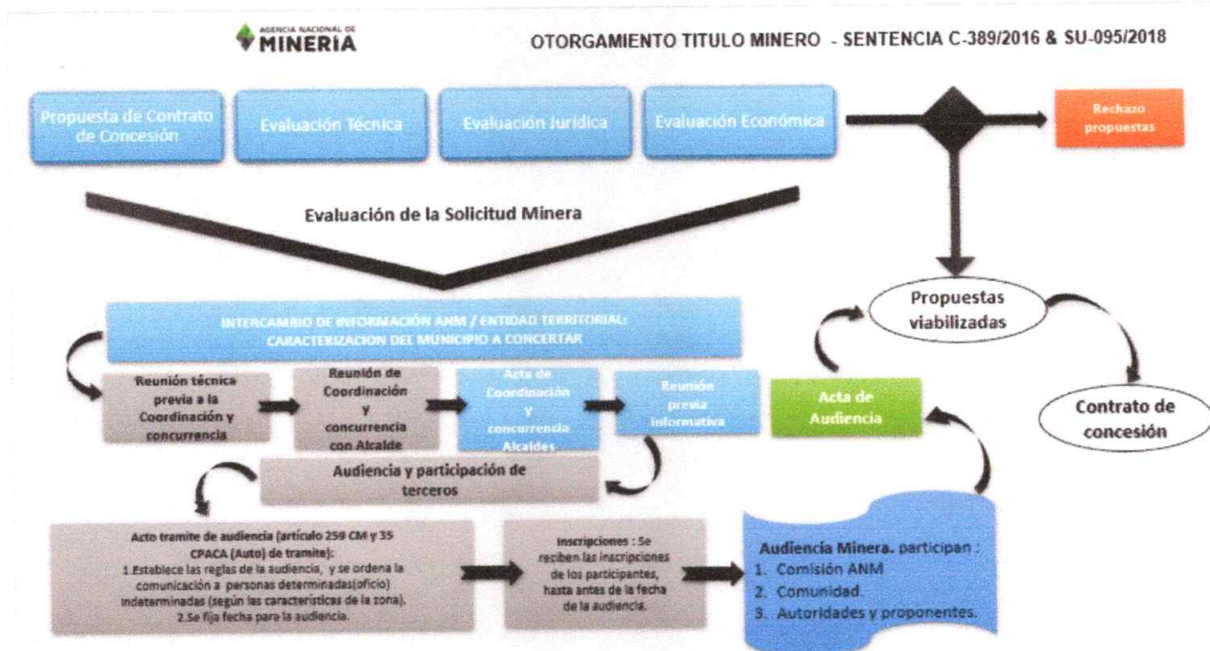 AGENCIA NACIONAL DE
MINERÍA
OTORGAMIENTO TITULO MINERO - SENTENCIA C-389/2016 & SU-095/2018
Propuesta de Contrato
de Concesión
Evaluación Técnica
Evaluación Jurídica
Evaluación Económica
Rechazo
propuestas
Evaluación de la Solicitud Minera
Propuestas
viabilizadas
INTERCAMBIO DE INFORMACIÓN ANM / ENTIDAD TERRITORIAL:
CARACTERIZACION DEL MUNICIPIO A CONCERTAR
Reunión técnica
previa a la
Coordinación y
concurrencia
Reunión de
Coordinación
y
concurrencia
con Alcalde
Acta de
Coordinación
y
concurrencia
Alcaldes
Reunión
previa
informativa
Acta de
Audiencia
Contrato de
concesión
Audiencia y participación de
terceros
Acto tramite de audiencia (artículo 259 CM y 35
CPACA (Auto) de tramite):
1.Establece las reglas de la audiencia, y se ordena la
comunicación a personas determinadas(oficio)
indeterminadas (según las características de la zona).
2.Se fija fecha para la audiencia.
Inscripciones : Se
reciben las inscripciones
de los participantes,
hasta antes de la fecha
de la audiencia.
Audiencia Minera. participan :
1. Comisión ANM
2. Comunidad.
3. Autoridades y proponentes.